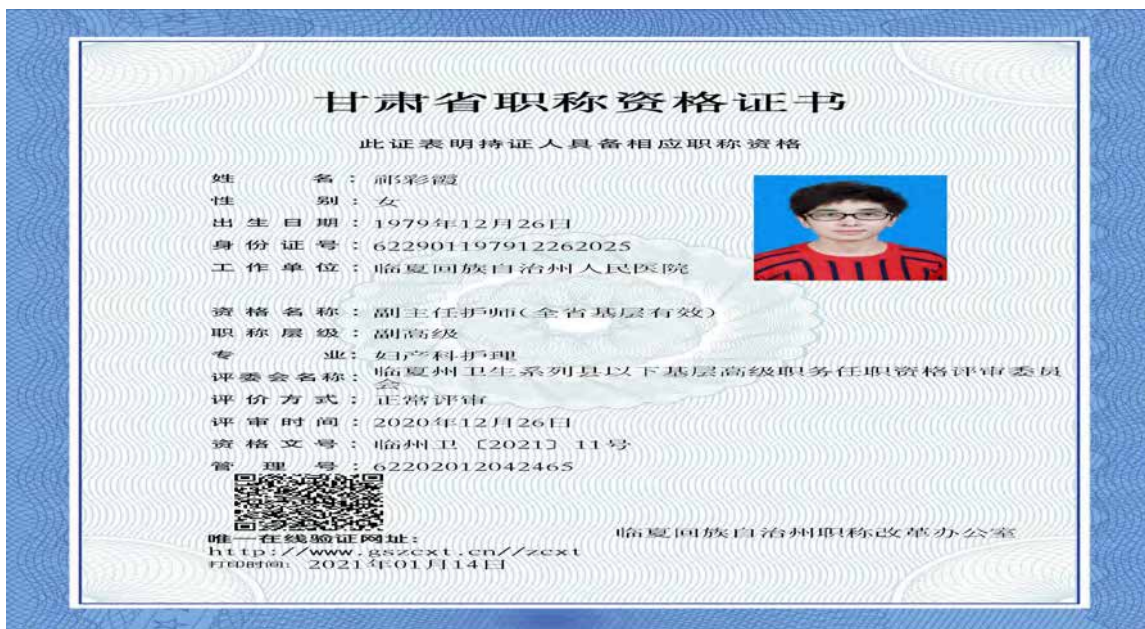 甘肃省职称资格证书
此证表明持证人具备相应职称资格
姓名：祁彩霞
性别：女
出生日期：1979年12月26日
身份证号：622901197912262025
工作单位：临夏回族自治州人民医院
资格名称：副主任护师(全省基层有效)
职称层级：副高级
专业：妇产科护理
评委会名称：临夏州卫生系列县以下基层高级职务任职资格评审委员
会
评价方式：正常评审
评审时间：2020年12月26日
资格文号：临州卫〔2021〕11号
管理号：62202012042465
唯一在线验证网址：
临夏回族自治州职称改革办公室
http://www.gszcxt.cn//zcxt
打印时间：2021年01月14日